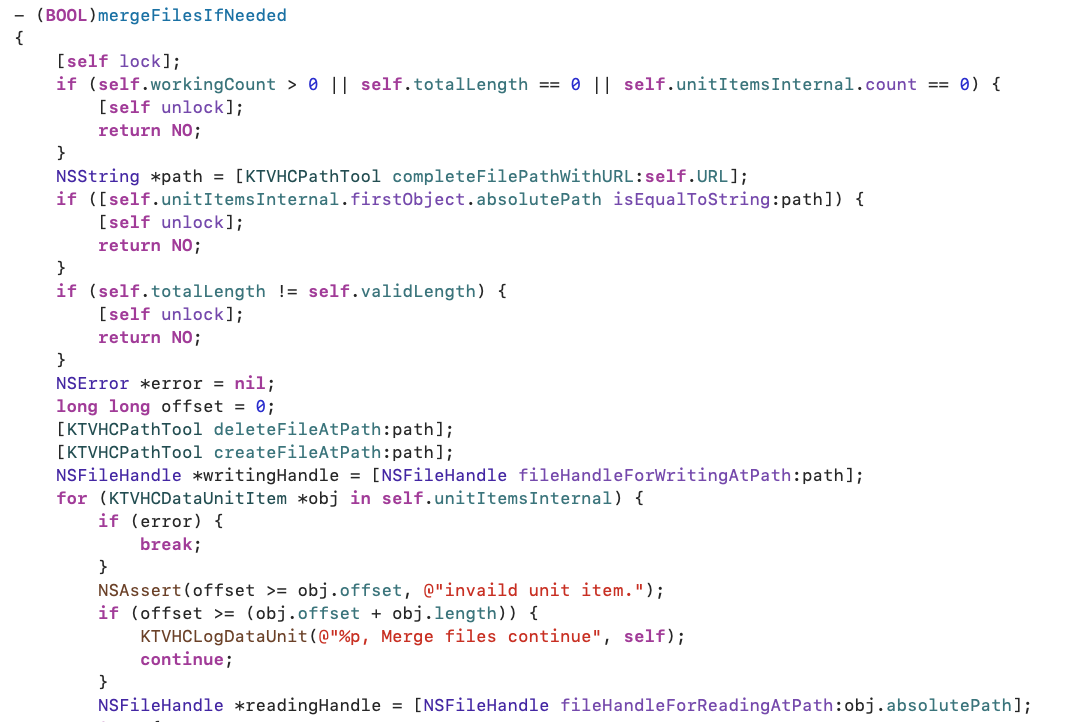 - (BOOL)mergeFilesIfNeeded
{
    [self lock];
    if (self.workingCount > 0 || self.totalLength == 0 || self.unitItemsInternal.count == 0) {
        [self unlock];
        return NO;
    }
    NSString *path = [KTVHCPathTool completeFilePathWithURL:self.URL];
    if ([self.unitItemsInternal.firstObject.absolutePath isEqualToString:path]) {
        [self unlock];
        return NO;
    }
    if (self.totalLength != self.validLength) {
        [self unlock];
        return NO;
    }
    NSError *error = nil;
    long long offset = 0;
    [KTVHCPathTool deleteFileAtPath:path];
    [KTVHCPathTool createFileAtPath:path];
    NSFileHandle *writingHandle = [NSFileHandle fileHandleForWritingAtPath:path];
    for (KTVHCDataUnitItem *obj in self.unitItemsInternal) {
        if (error) {
            break;
        }
        NSAssert(offset >= obj.offset, @"invaild unit item.");
        if (offset >= (obj.offset + obj.length)) {
            KTVHCLogDataUnit(@"%p, Merge files continue", self);
            continue;
        }
        NSFileHandle *readingHandle = [NSFileHandle fileHandleForReadingAtPath:obj.absolutePath];